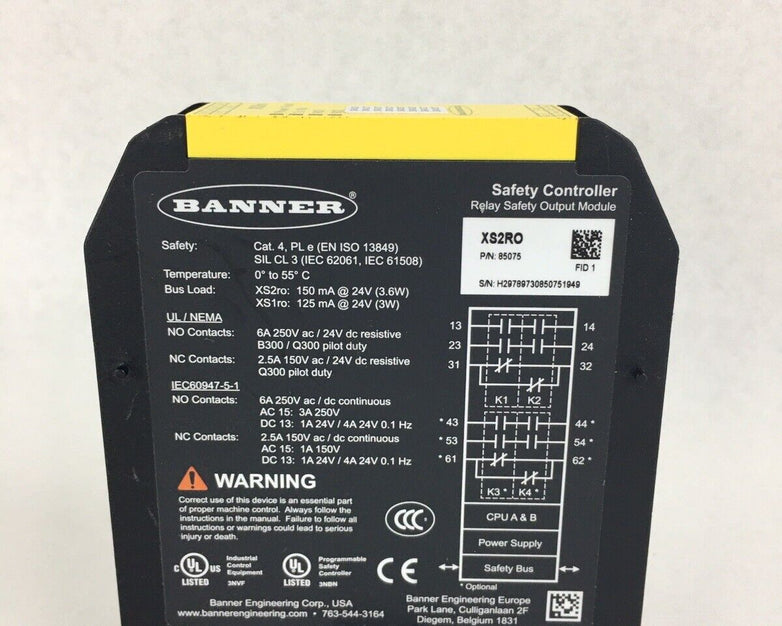 BANNER
BANNER®
Safety Controller
Relay Safety Output Module
XS2RO
P/N: 85075
FID 1
S/N: H29789730850751949
Safety: Cat. 4, PL e (EN ISO 13849)
SIL CL 3 (IEC 62061, IEC 61508)
Temperature: 0° to 55° C
Bus Load: XS2ro: 150 mA @ 24V (3.6W)
XS1ro: 125 mA @ 24V (3W)
UL / NEMA
NO Contacts: 6A 250V ac / 24V dc resistive
B300 / Q300 pilot duty
NC Contacts: 2.5A 150V ac / 24V dc resistive
Q300 pilot duty
IEC60947-5-1
NO Contacts: 6A 250V ac / dc continuous
AC 15: 3A 250V
DC 13: 1A 24V / 4A 24V 0.1 Hz
NC Contacts: 2.5A 150V ac / dc continuous
AC 15: 1A 150V
DC 13: 1A 24V / 4A 24V 0.1 Hz
13 14
23 24
31 32
K1 K2
* 43 44 *
* 53 54 *
* 61 62 *
K3 * K4 *
CPU A & B
Power Supply
Safety Bus
* Optional
WARNING
Correct use of this device is an essential part
of proper machine control. Always follow the
instructions in the manual. Failure to follow all
instructions or warnings could lead to serious
injury or death.
CCC
C UL US
LISTED
Industrial
Control
Equipment
3NVF
UL
LISTED
Programmable
Safety
Controller
3NBN
CE
Banner Engineering Corp., USA
www.bannerengineering.com • 763-544-3164
Banner Engineering Europe
Park Lane, Culliganlaan 2F
Diegem, Belgium 1831